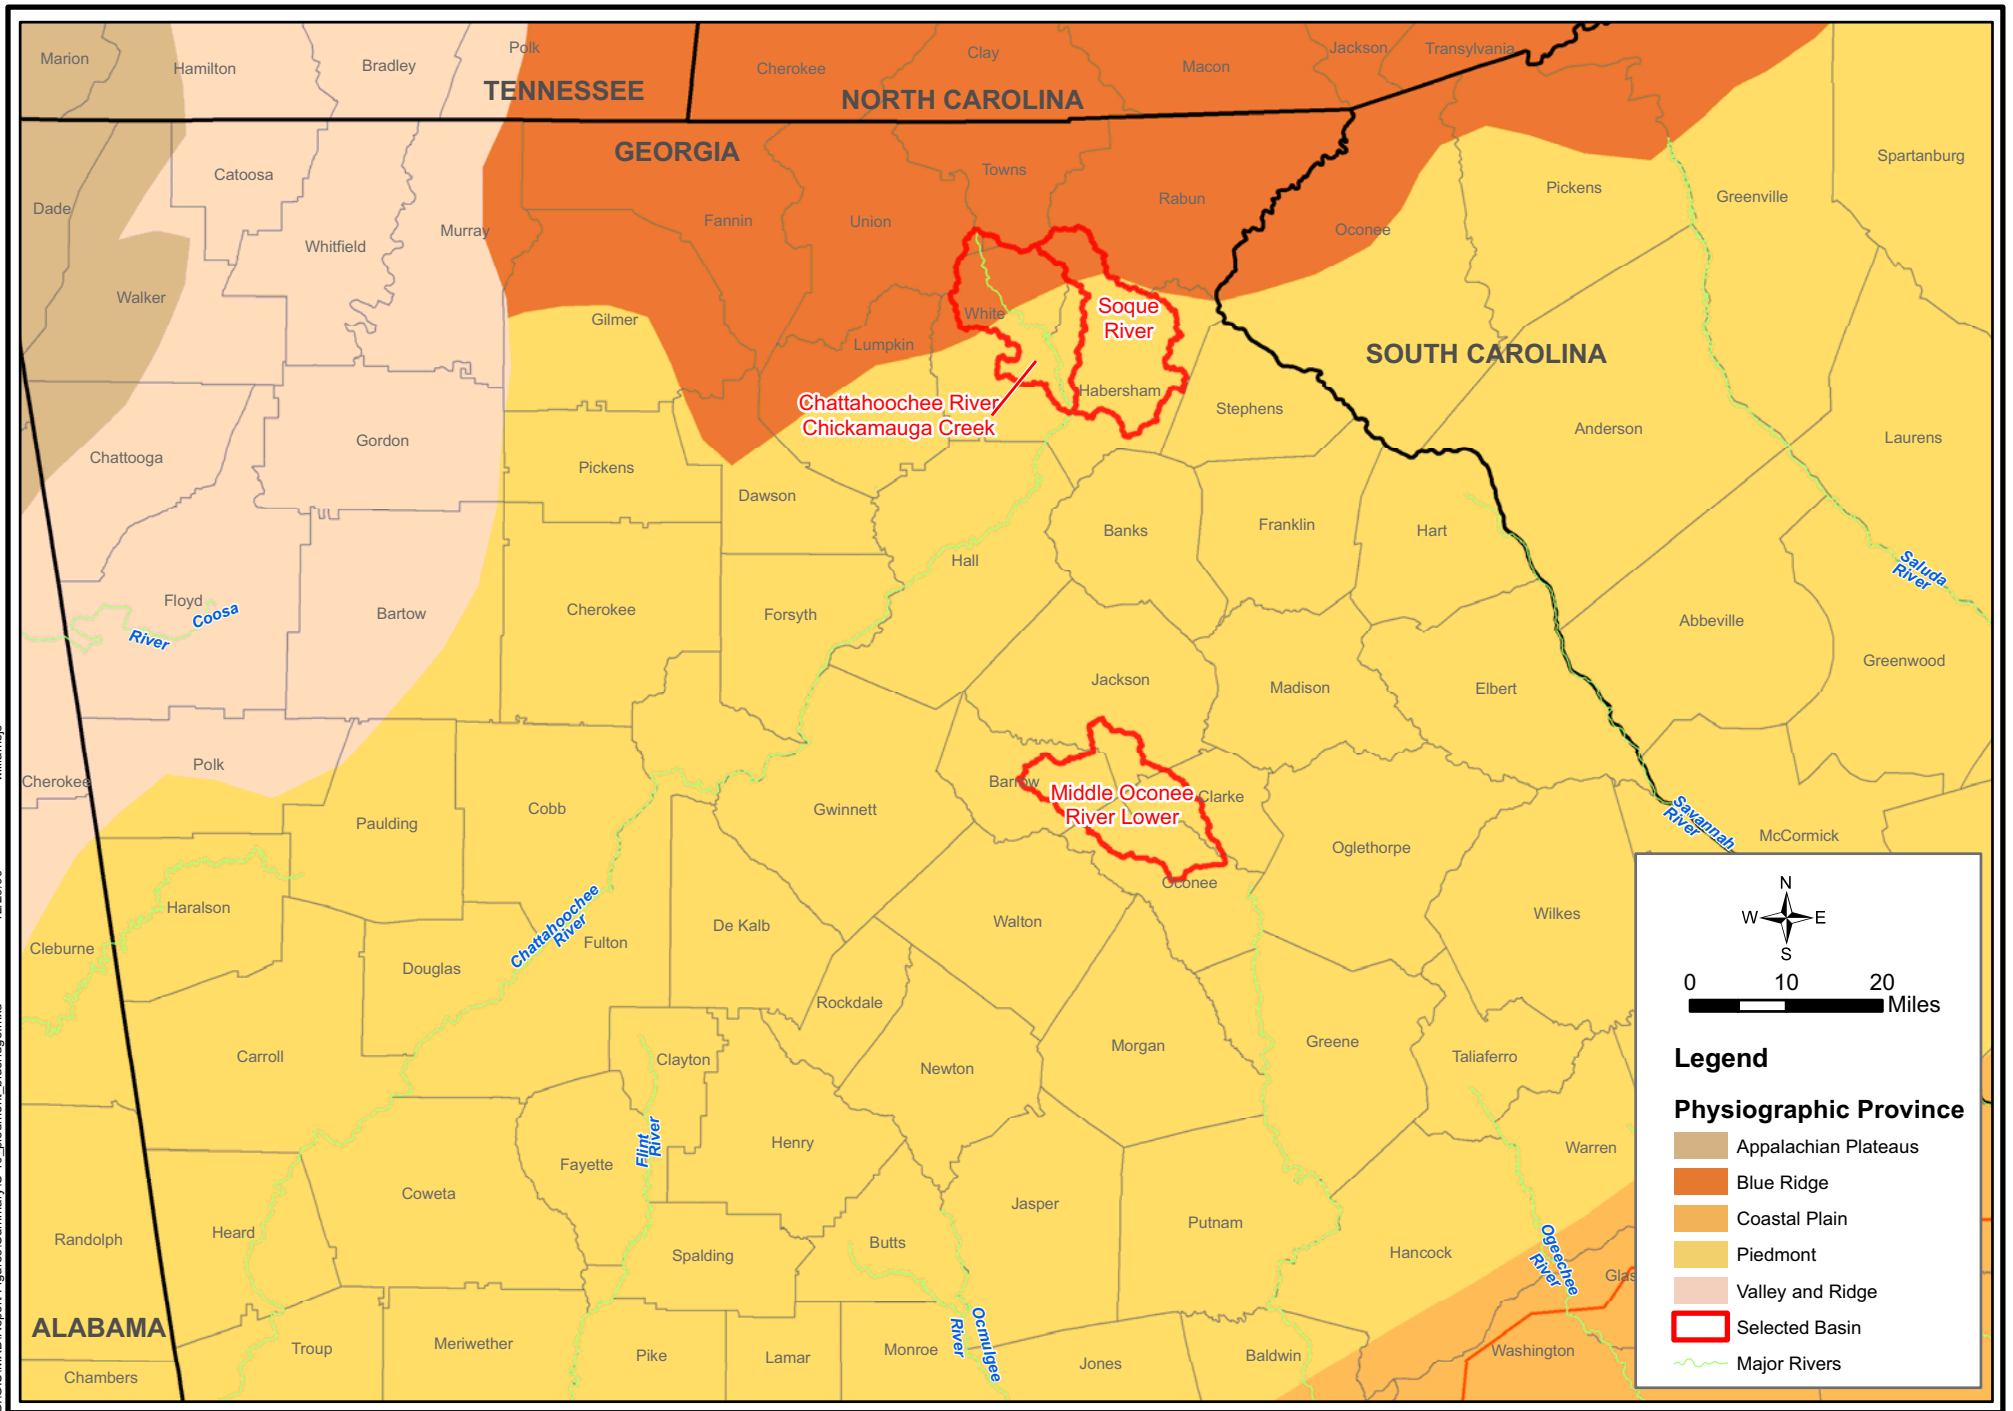 Marion
Hamilton
Bradley
Polk
TENNESSEE
Cherokee
Clay
NORTH CAROLINA
Macon
Jackson
Transylvania
GEORGIA
Dade
Catoosa
Whitfield
Murray
Walker
Fannin
Union
Towns
Rabun
Oconee
Pickens
Greenville
Spartanburg
Gilmer
Lumpkin
White
Soque
River
Habersham
Chattahoochee River
Chickamauga Creek
Stephens
SOUTH CAROLINA
Anderson
Laurens
Chattooga
Gordon
Pickens
Dawson
Banks
Franklin
Hart
Hall
Floyd
Coosa
River
Bartow
Cherokee
Forsyth
Saluda
River
Abbeville
Greenwood
Jackson
Madison
Elbert
Cherokee
Polk
Paulding
Cobb
Gwinnett
Barrow
Middle Oconee
River Lower
Clarke
Oconee
Oglethorpe
Savannah
River
McCormick
Cleburne
Haralson
Douglas
Chattahoochee
River
Fulton
De Kalb
Walton
Wilkes
Rockdale
Carroll
Clayton
Newton
Morgan
Greene
Taliaferro
Flint
River
Fayette
Henry
Warren
Randolph
Heard
Coweta
Spalding
Butts
Jasper
Putnam
Hancock
Ogeechee
River
Glas
ALABAMA
Chambers
Troup
Meriwether
Pike
Lamar
Monroe
Ocmulgee
River
Jones
Baldwin
Washington
N
W E
S
0 10 20
Miles
Legend
Physiographic Province
Appalachian Plateaus
Blue Ridge
Coastal Plain
Piedmont
Valley and Ridge
Selected Basin
Major Rivers